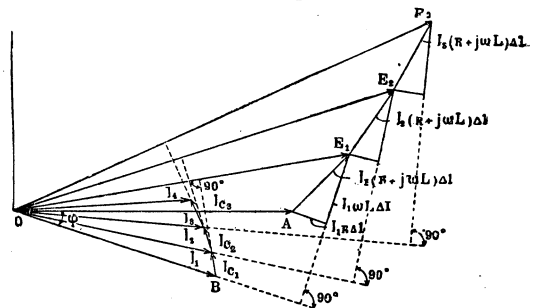 E₃
I₃(R+jωL)Δl
E₂
I₃(R+jωL)Δl
E₁
I₂(R+jωL)Δl
I₁ωLΔl
I₁RΔl
90°
I₄
I_C₃
O
A
φ
I₃
I₂
I_C₂
I₁
I_C₁
B
90°
90°
90°